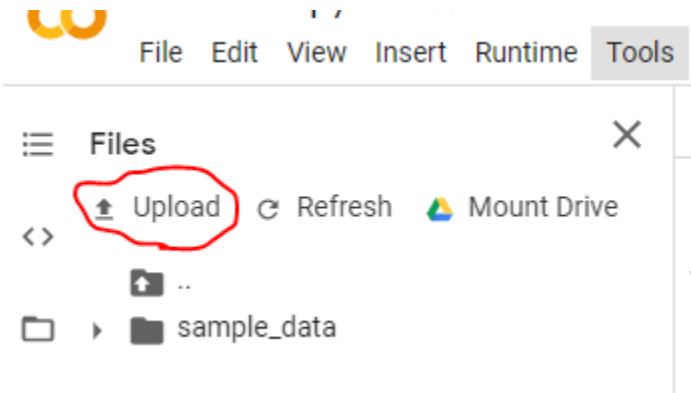 File Edit View Insert Runtime Tools
Files
Upload Refresh Mount Drive
..
sample_data